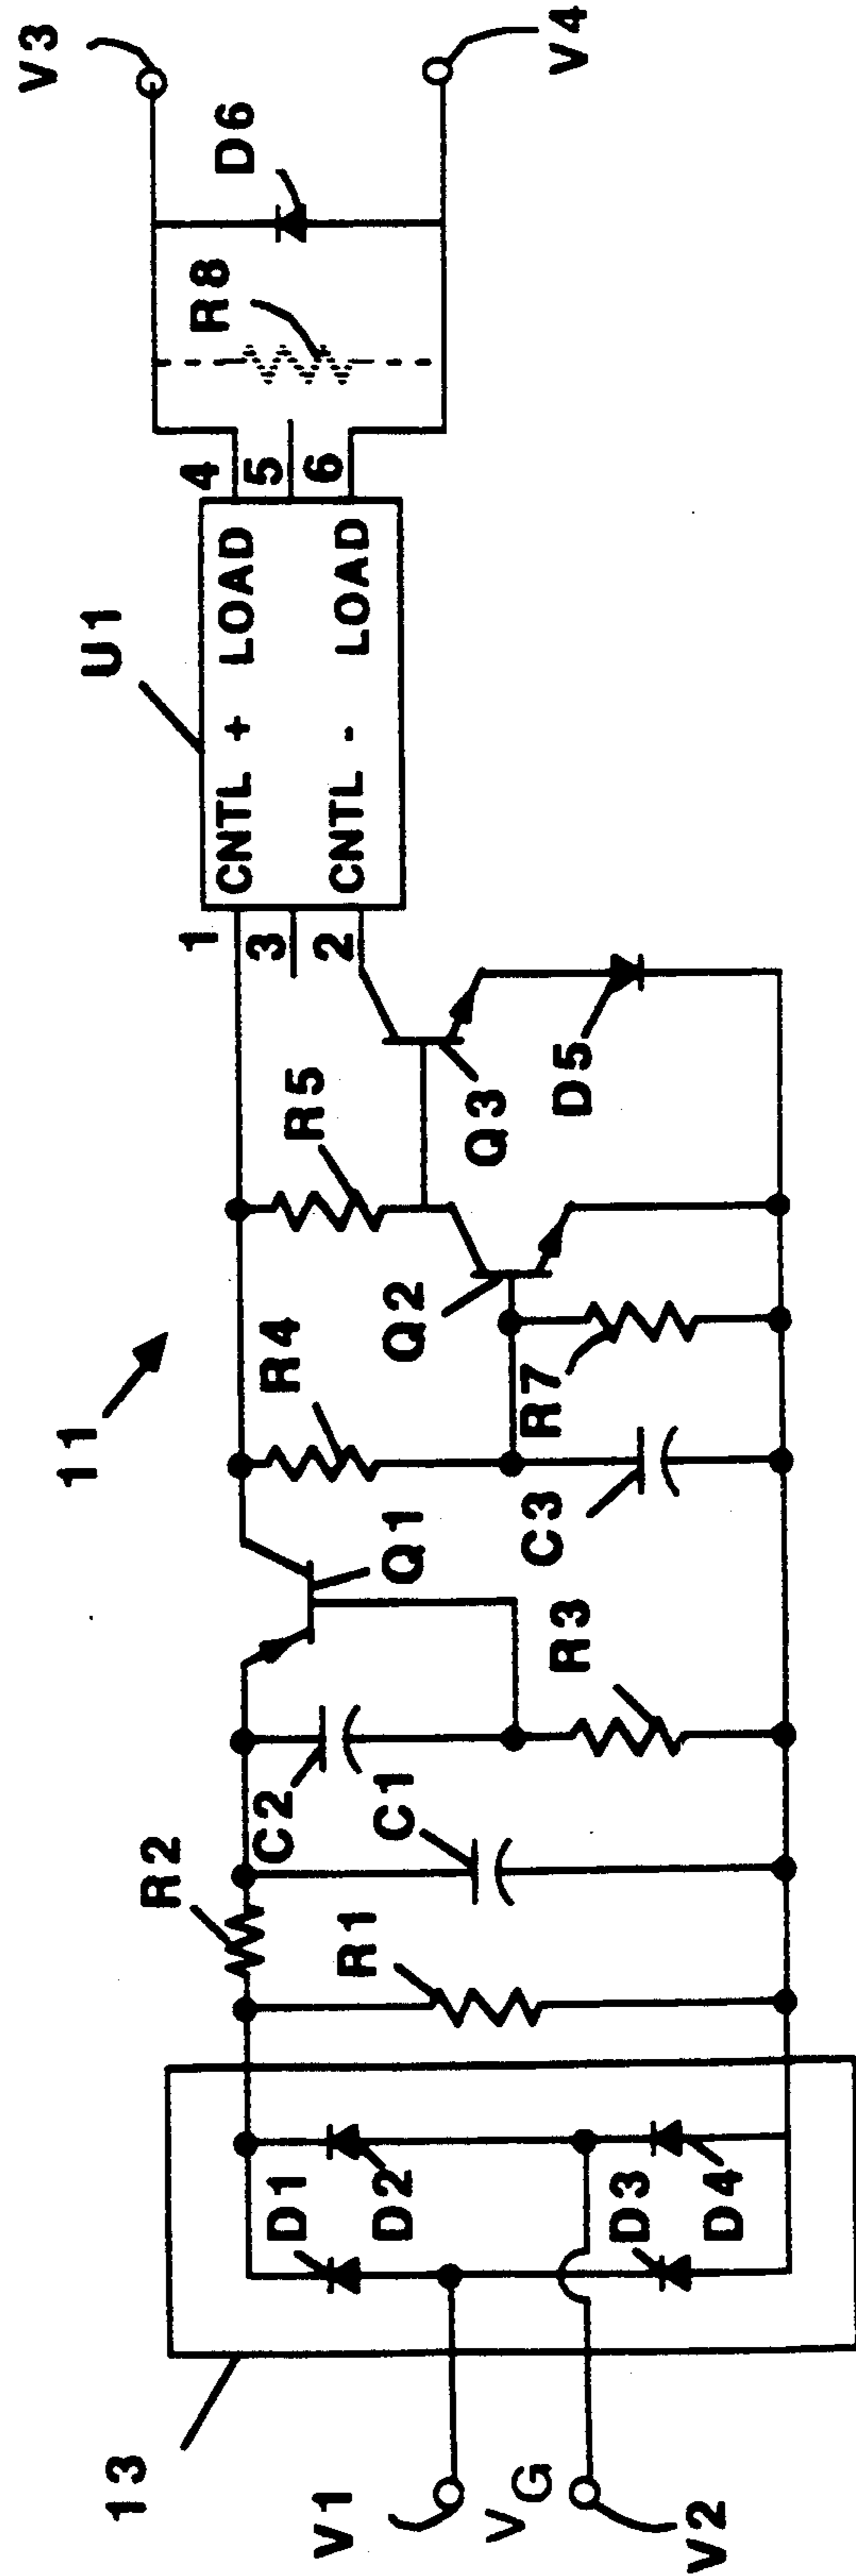 11
13
V1
V G
V2
D1
D2
D3
D4
R1
R2
C1
C2
R3
Q1
R4
C3
R7
Q2
R5
Q3
D5
U1
1
3
2
CNTL + LOAD
CNTL - LOAD
4
5
6
R8
D6
V3
V4